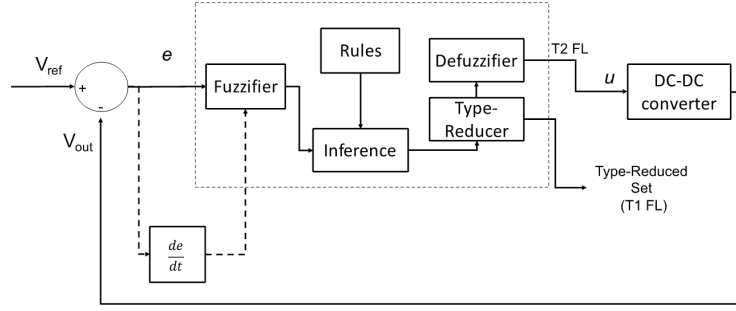 V_ref
+
-
V_out
e
Fuzzifier
Rules
Inference
Defuzzifier
Type-
Reducer
T2 FL
u
DC-DC
converter
Type-Reduced
Set
(T1 FL)
de
dt